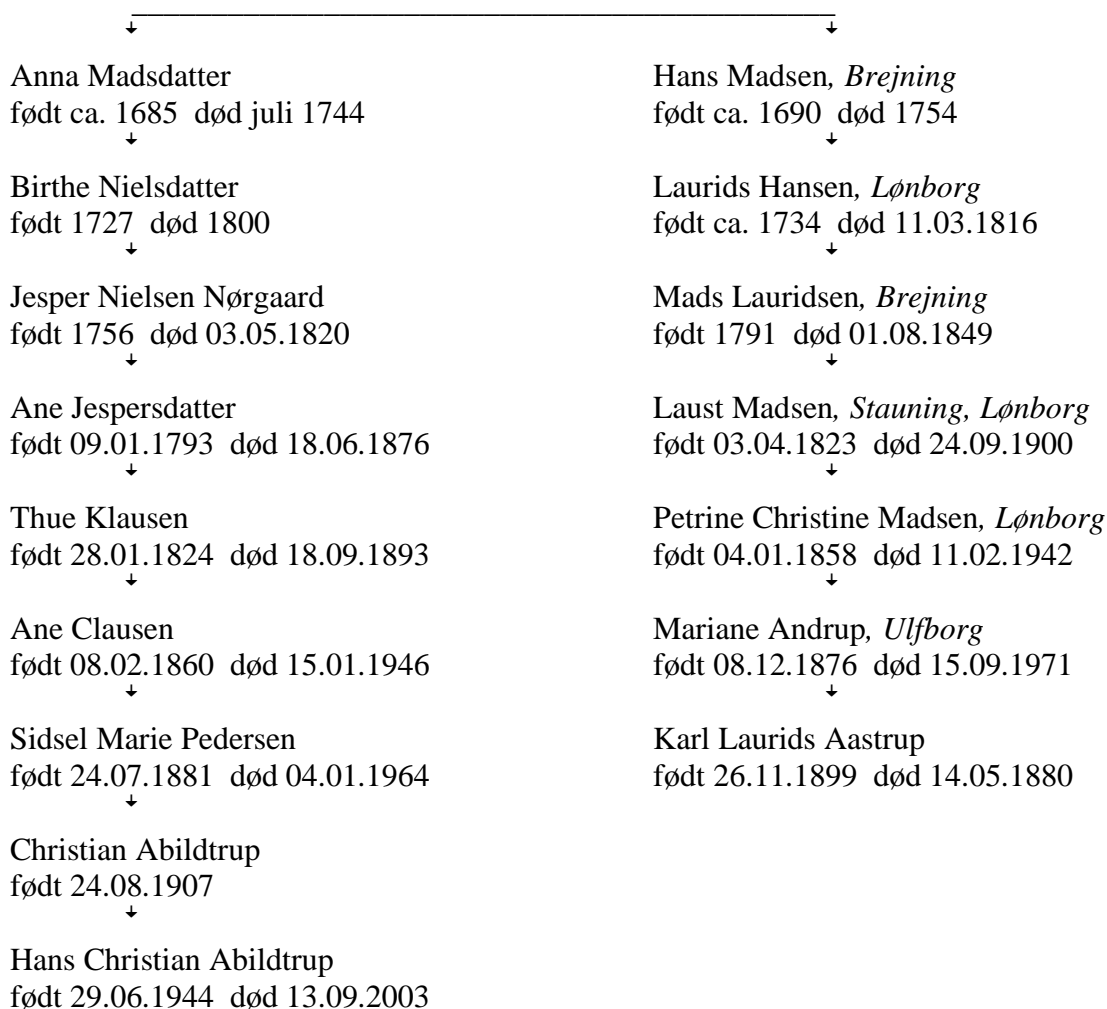 Anna Madsdatter
født ca. 1685  død juli 1744
Birthe Nielsdatter
født 1727  død 1800
Jesper Nielsen Nørgaard
født 1756  død 03.05.1820
Ane Jespersdatter
født 09.01.1793  død 18.06.1876
Thue Klausen
født 28.01.1824  død 18.09.1893
Ane Clausen
født 08.02.1860  død 15.01.1946
Sidsel Marie Pedersen
født 24.07.1881  død 04.01.1964
Christian Abildtrup
født 24.08.1907
Hans Christian Abildtrup
født 29.06.1944  død 13.09.2003
Hans Madsen, Brejning
født ca. 1690  død 1754
Laurids Hansen, Lønborg
født ca. 1734  død 11.03.1816
Mads Lauridsen, Brejning
født 1791  død 01.08.1849
Laust Madsen, Stauning, Lønborg
født 03.04.1823  død 24.09.1900
Petrine Christine Madsen, Lønborg
født 04.01.1858  død 11.02.1942
Mariane Andrup, Ulfborg
født 08.12.1876  død 15.09.1971
Karl Laurids Aastrup
født 26.11.1899  død 14.05.1880